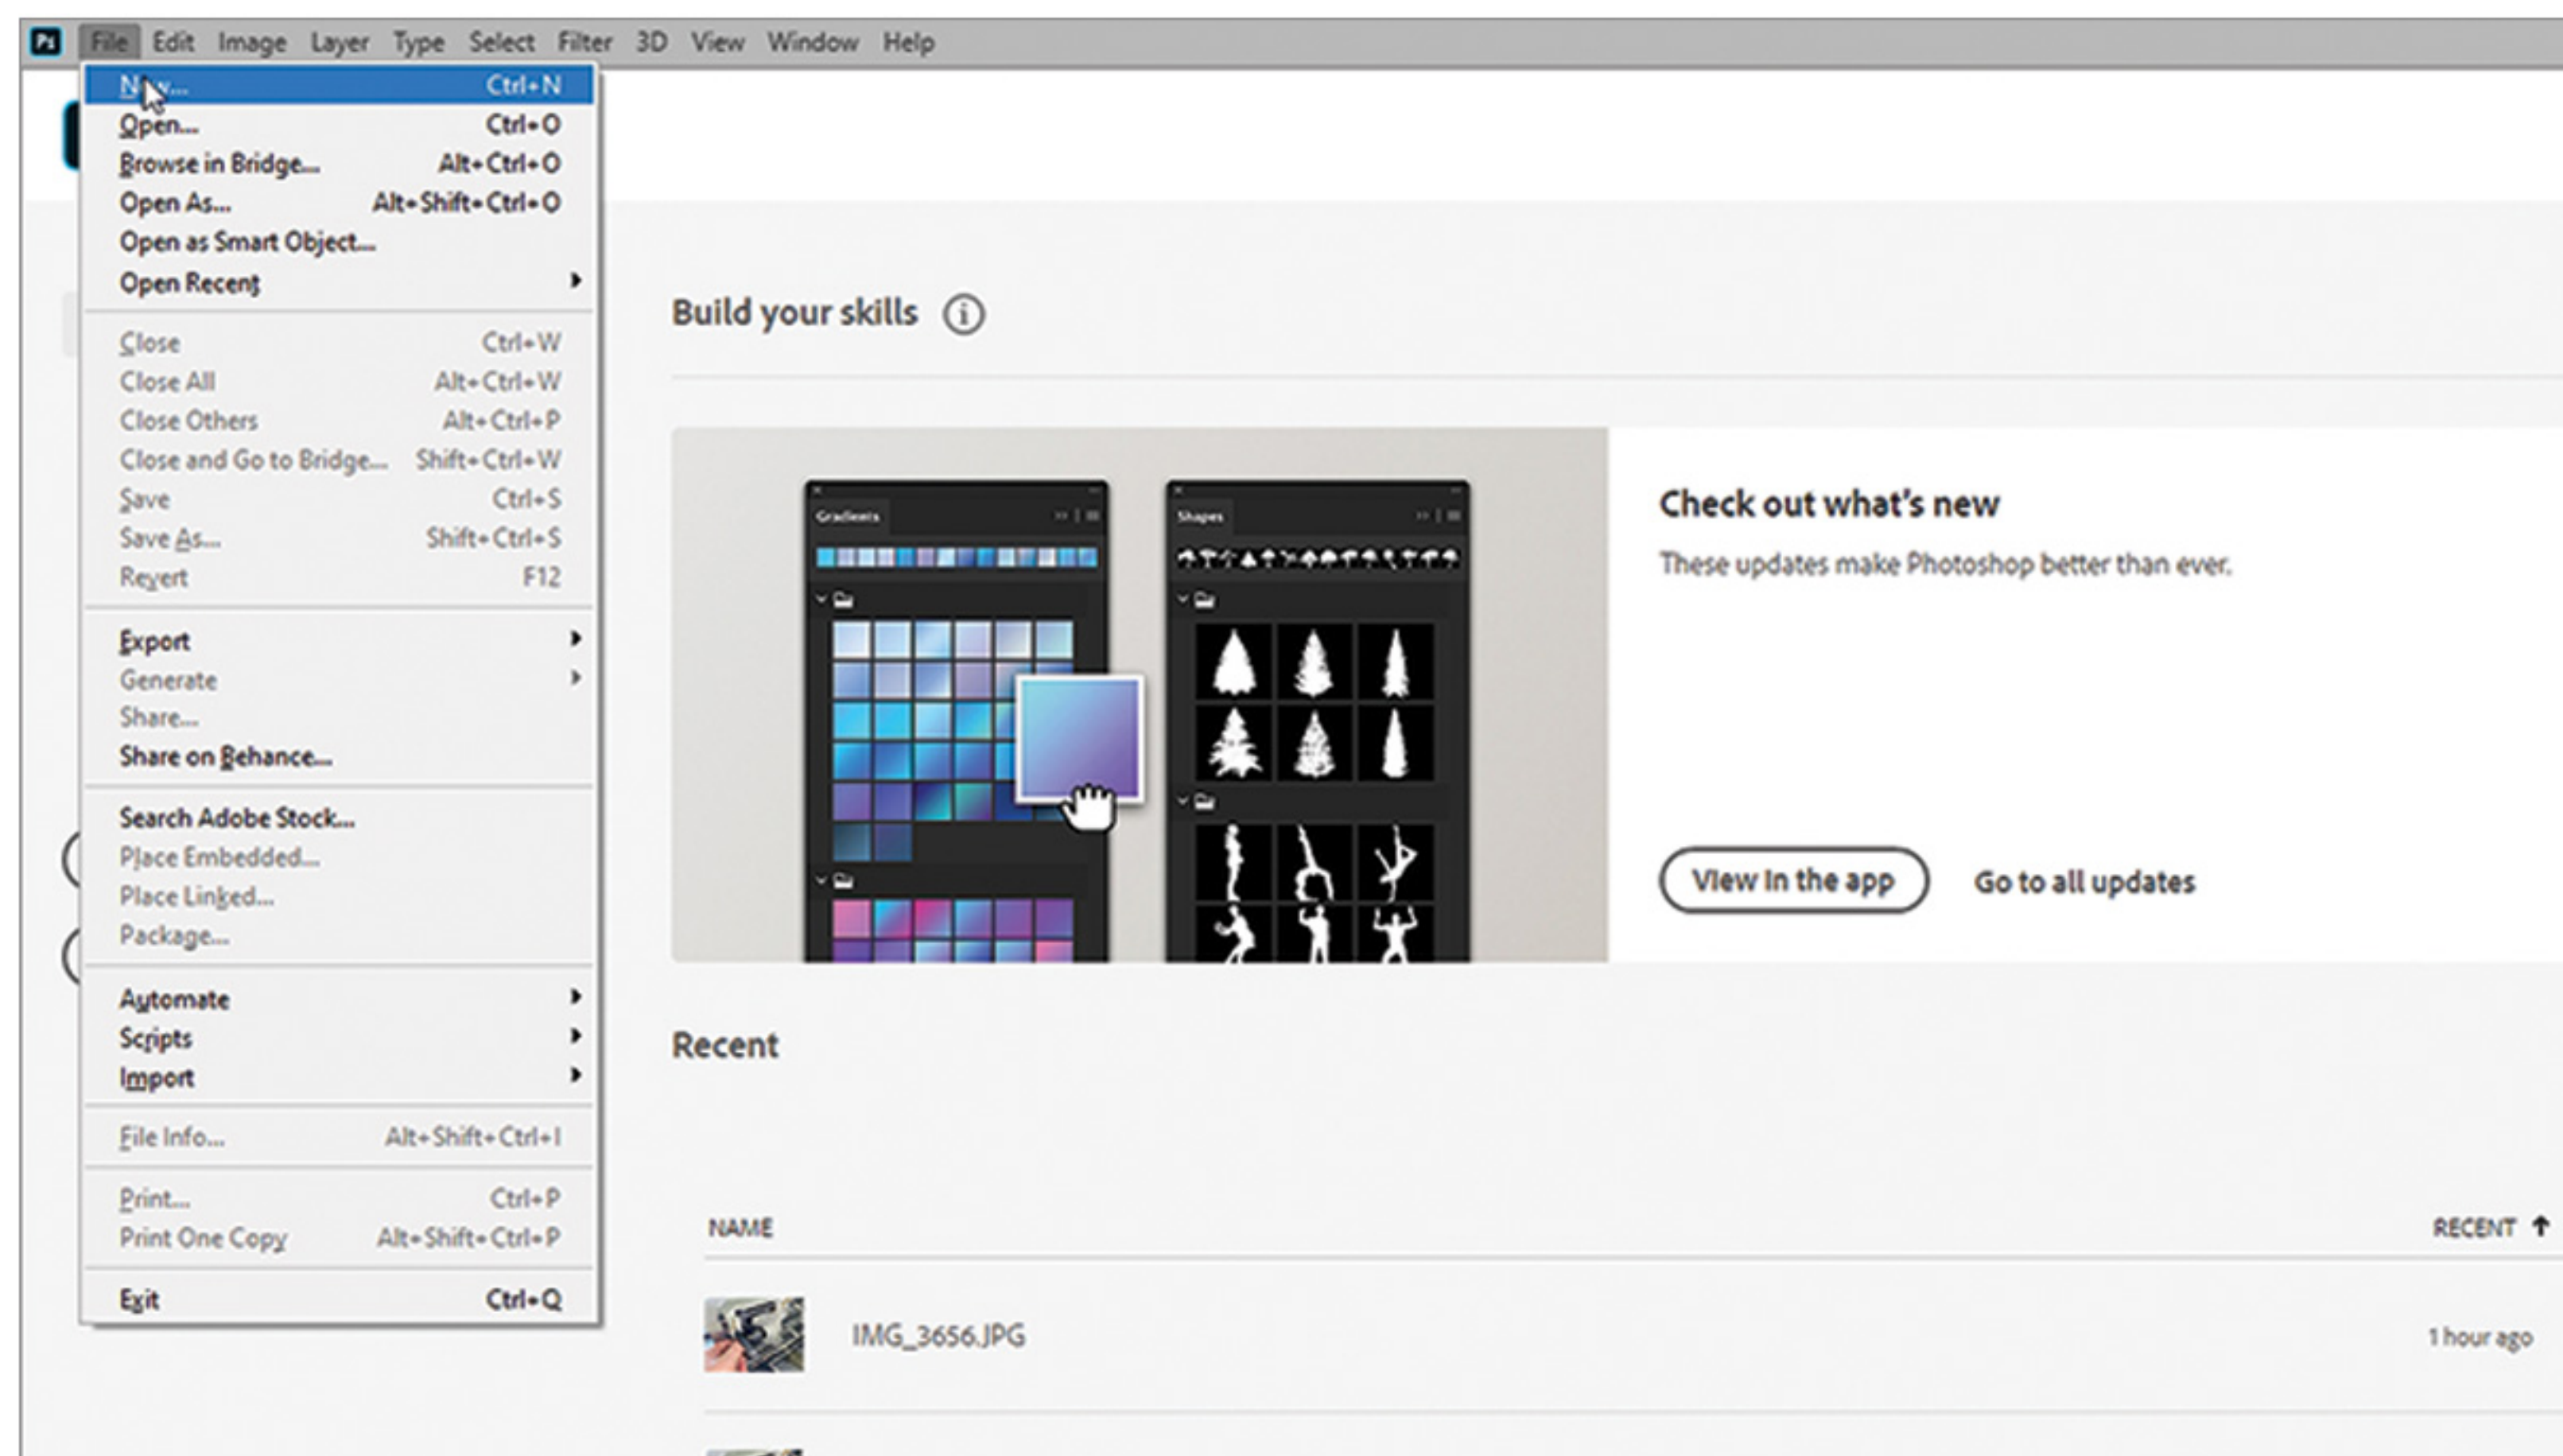 Ps File Edit Image Layer Type Select Filter 3D View Window Help
New... Ctrl+N
Open... Ctrl+O
Browse in Bridge... Alt+Ctrl+O
Open As... Alt+Shift+Ctrl+O
Open as Smart Object...
Open Recent
Close Ctrl+W
Close All Alt+Ctrl+W
Close Others Alt+Ctrl+P
Close and Go to Bridge... Shift+Ctrl+W
Save Ctrl+S
Save As... Shift+Ctrl+S
Revert F12
Export
Generate
Share...
Share on Behance...
Search Adobe Stock...
Place Embedded...
Place Linked...
Package...
Automate
Scripts
Import
File Info... Alt+Shift+Ctrl+I
Print... Ctrl+P
Print One Copy Alt+Shift+Ctrl+P
Exit Ctrl+Q
Build your skills
Gradients
Shapes
Check out what's new
These updates make Photoshop better than ever.
View in the app Go to all updates
Recent
NAME RECENT
IMG_3656.JPG 1 hour ago